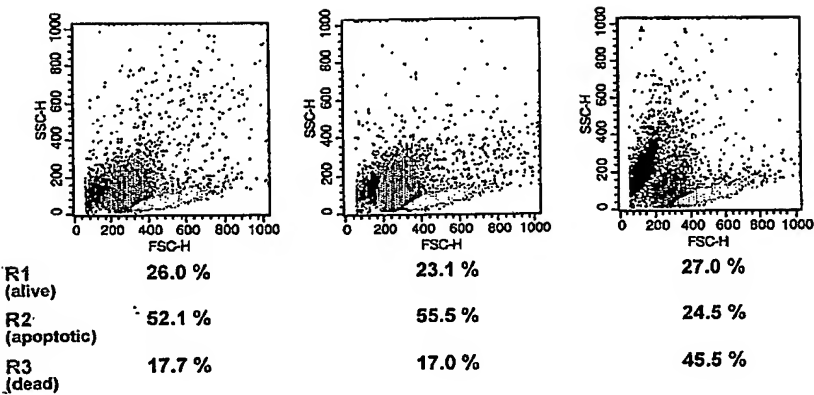 1000
800
600
400
200
0
SSC-H
0 200 400 600 800 1000
FSC-H
1000
800
600
400
200
0
SSC-H
0 200 400 600 800 1000
FSC-H
1000
800
600
400
200
0
SSC-H
0 200 400 600 800 1000
FSC-H
R1 26.0 % 23.1 % 27.0 %
(alive)
R2 52.1 % 55.5 % 24.5 %
(apoptotic)
R3 17.7 % 17.0 % 45.5 %
(dead)